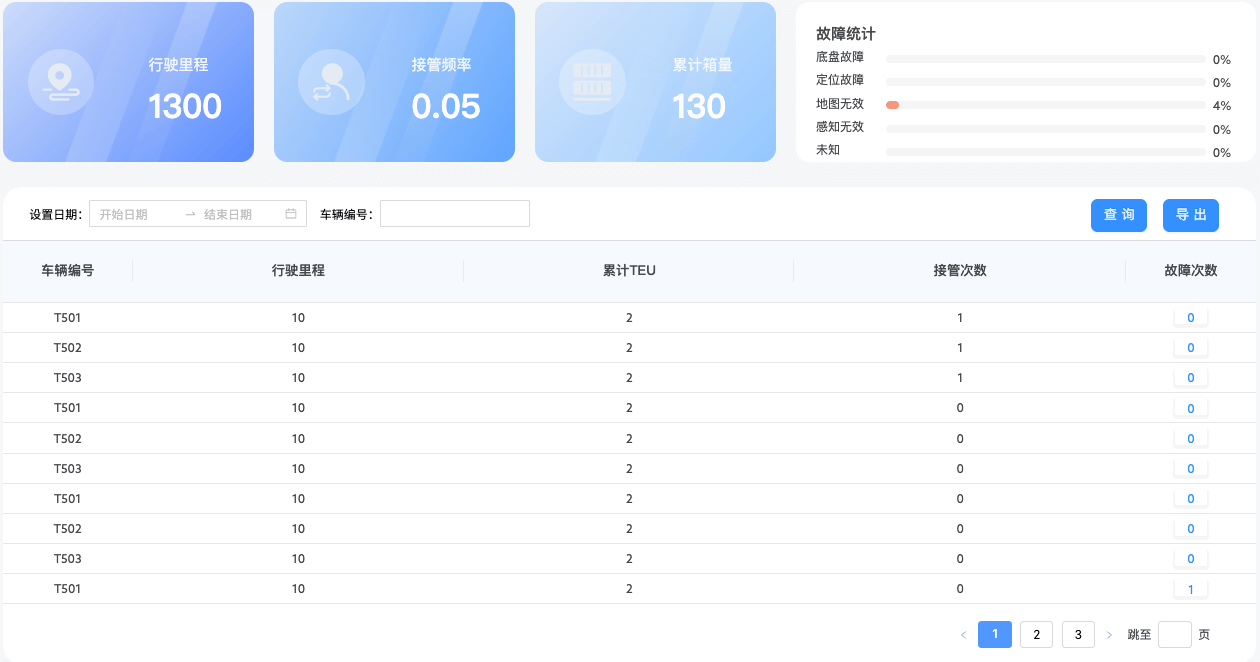 行驶里程
1300
接管频率
0.05
累计箱量
130
故障统计
底盘故障 0%
定位故障 0%
地图无效 4%
感知无效 0%
未知 0%
设置日期: 开始日期 → 结束日期 车辆编号: 查 询 导 出
车辆编号 行驶里程 累计TEU 接管次数 故障次数
T501 10 2 1 0
T502 10 2 1 0
T503 10 2 1 0
T501 10 2 0 0
T502 10 2 0 0
T503 10 2 0 0
T501 10 2 0 0
T502 10 2 0 0
T503 10 2 0 0
T501 10 2 0 1
< 1 2 3 > 跳至 页